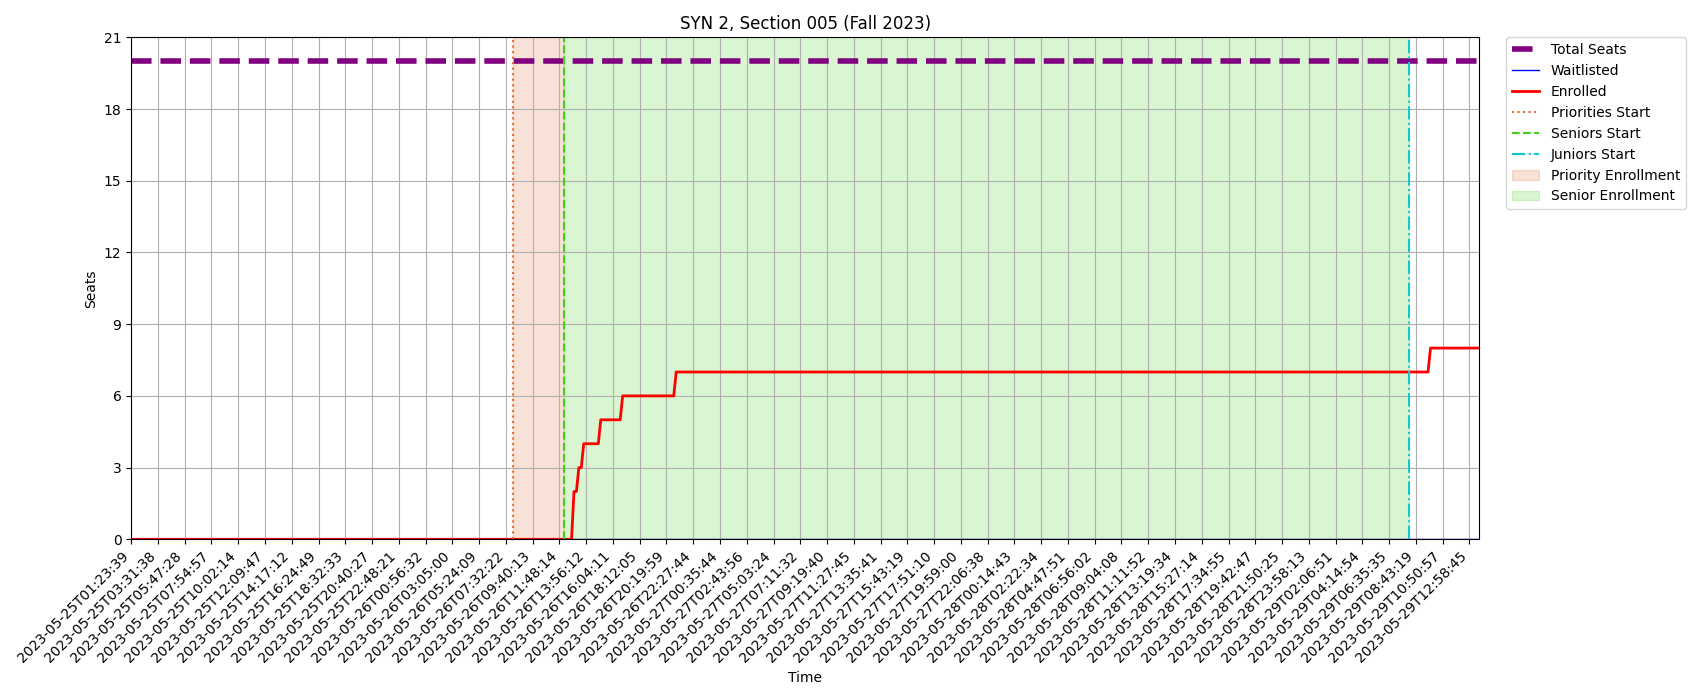 SYN 2, Section 005 (Fall 2023)
21
18
15
12
9
6
3
0
Seats
2023-05-25T01:23:39
2023-05-25T03:31:38
2023-05-25T05:47:28
2023-05-25T07:54:57
2023-05-25T10:02:14
2023-05-25T12:09:47
2023-05-25T14:17:12
2023-05-25T16:24:49
2023-05-25T18:32:33
2023-05-25T20:40:27
2023-05-25T22:48:21
2023-05-26T00:56:32
2023-05-26T03:05:00
2023-05-26T05:24:09
2023-05-26T07:32:22
2023-05-26T09:40:13
2023-05-26T11:48:14
2023-05-26T13:56:12
2023-05-26T16:04:11
2023-05-26T18:12:05
2023-05-26T20:19:59
2023-05-26T22:27:44
2023-05-27T00:35:44
2023-05-27T02:43:56
2023-05-27T05:03:24
2023-05-27T07:11:32
2023-05-27T09:19:40
2023-05-27T11:27:45
2023-05-27T13:35:41
2023-05-27T15:43:19
2023-05-27T17:51:10
2023-05-27T19:59:00
2023-05-27T22:06:38
2023-05-28T00:14:43
2023-05-28T02:22:34
2023-05-28T04:47:51
2023-05-28T06:56:02
2023-05-28T09:04:08
2023-05-28T11:11:52
2023-05-28T13:19:34
2023-05-28T15:27:14
2023-05-28T17:34:55
2023-05-28T19:42:47
2023-05-28T21:50:25
2023-05-28T23:58:13
2023-05-29T02:06:51
2023-05-29T04:14:54
2023-05-29T06:35:35
2023-05-29T08:43:19
2023-05-29T10:50:57
2023-05-29T12:58:45
Time
Total Seats
Waitlisted
Enrolled
Priorities Start
Seniors Start
Juniors Start
Priority Enrollment
Senior Enrollment